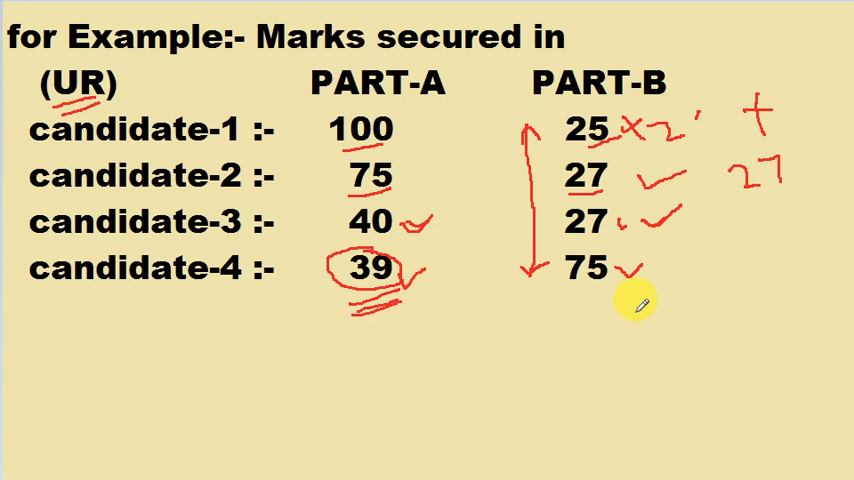 for Example:- Marks secured in
(UR) PART-A PART-B
candidate-1 :- 100 25 × 2 +
candidate-2 :- 75 27 ✓ 27
candidate-3 :- 40 ✓ 27 ✓
candidate-4 :- 39 ✓ 75 ✓